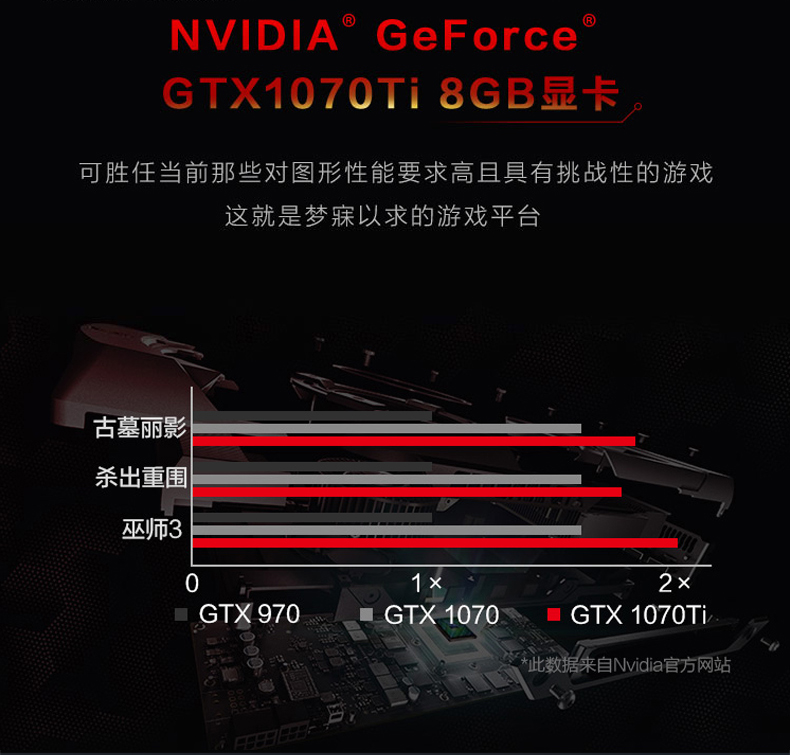 NVIDIA® GeForce®
GTX1070Ti 8GB显卡
可胜任当前那些对图形性能要求高且具有挑战性的游戏
这就是梦寐以求的游戏平台
古墓丽影
杀出重围
巫师3
0 1× 2×
GTX 970 GTX 1070 GTX 1070Ti
*此数据来自Nvidia官方网站